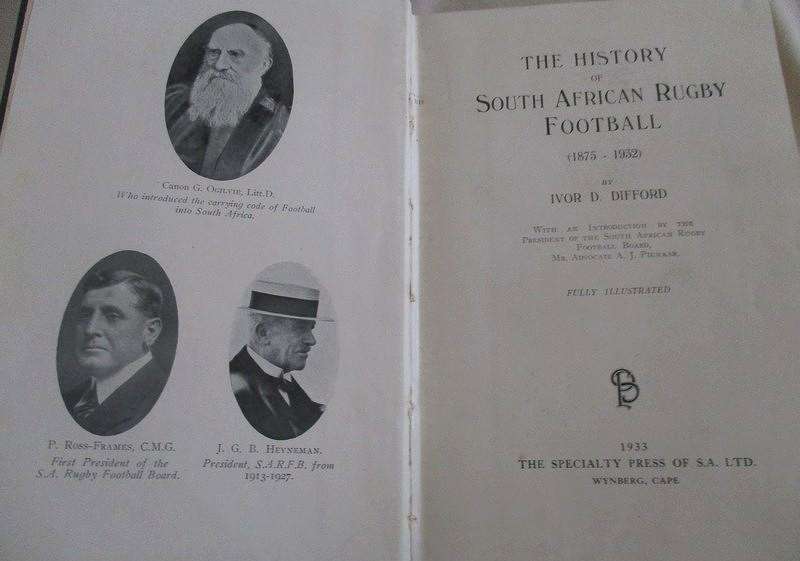 Canon G. Ogilvie, Litt.D.
Who introduced the carrying code of Football
into South Africa.
P. Ross-Frames, C.M.G.
First President of the
S.A. Rugby Football Board.
J. G. B. Heyneman.
President, S.A.R.F.B. from
1913-1927.
THE HISTORY
OF
SOUTH AFRICAN RUGBY
FOOTBALL
(1875 - 1932)
BY
IVOR D. DIFFORD
With an Introduction by the
President of the South African Rugby
Football Board,
Mr. Advocate A. J. Pienaar.
FULLY ILLUSTRATED
1933
THE SPECIALTY PRESS OF S.A. LTD.
WYNBERG, CAPE